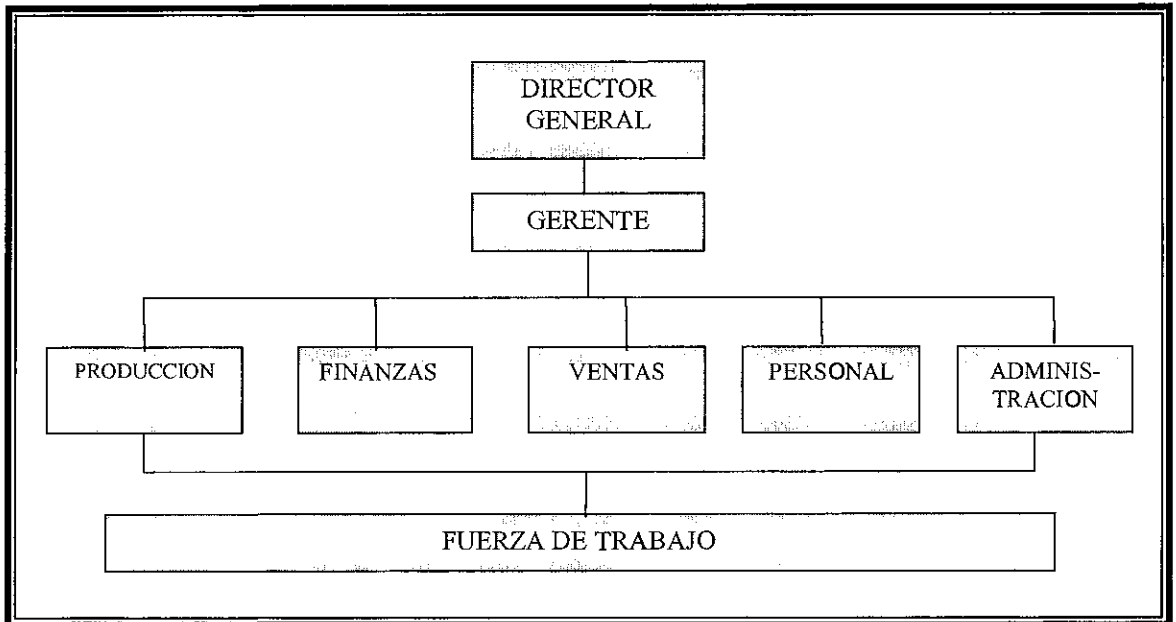 DIRECTOR
GENERAL
GERENTE
PRODUCCION
FINANZAS
VENTAS
PERSONAL
ADMINIS-
TRACION
FUERZA DE TRABAJO